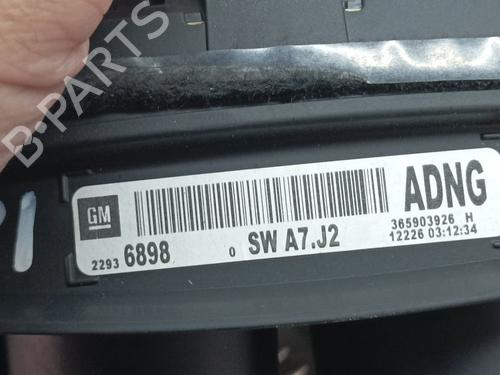 B-PARTS
GM
ADNG
365903926 H
2293 6898 0 SW A7.J2
12226 03:12:34